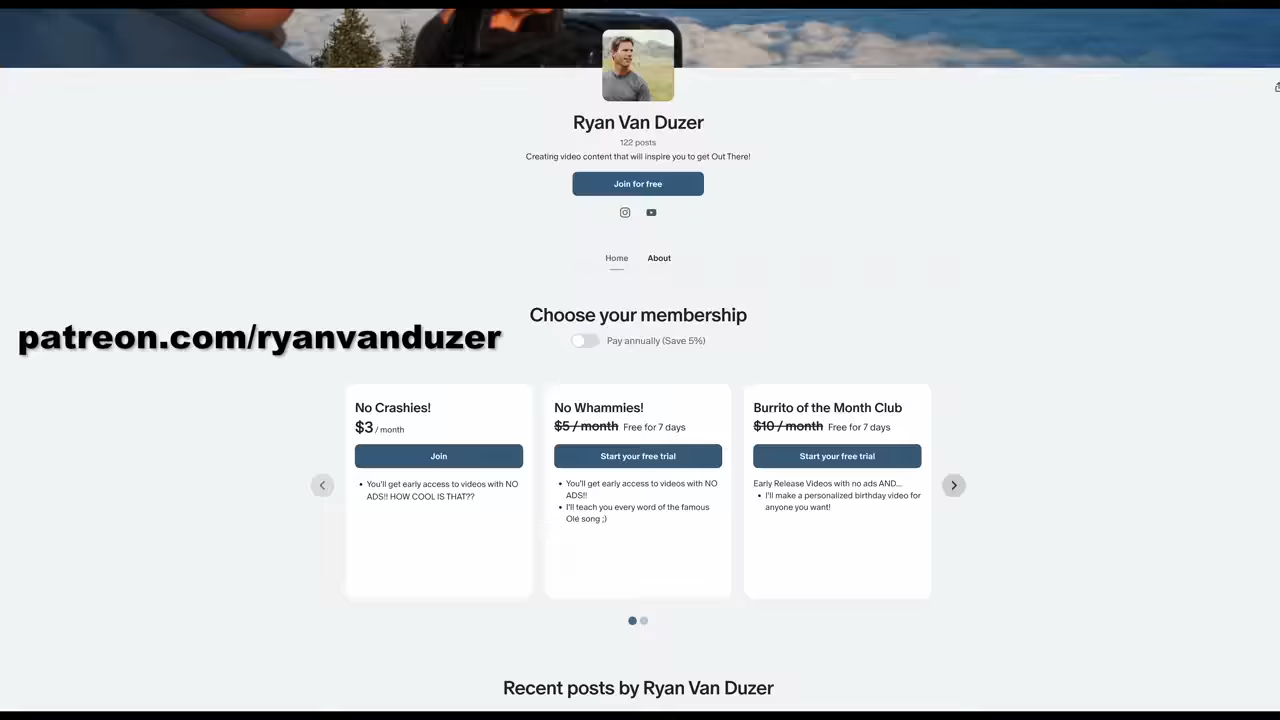 Ryan Van Duzer
122 posts
Creating video content that will inspire you to get Out There!
Join for free
Home About
Choose your membership
patreon.com/ryanvanduzer
Pay annually (Save 5%)
No Crashies!
$3 / month
Join
• You'll get early access to videos with NO
ADS!! HOW COOL IS THAT??
No Whammies!
$5 / month Free for 7 days
Start your free trial
• You'll get early access to videos with NO
ADS!!
• I'll teach you every word of the famous
Olé song ;)
Burrito of the Month Club
$10 / month Free for 7 days
Start your free trial
Early Release Videos with no ads AND...
• I'll make a personalized birthday video for
anyone you want!
Recent posts by Ryan Van Duzer